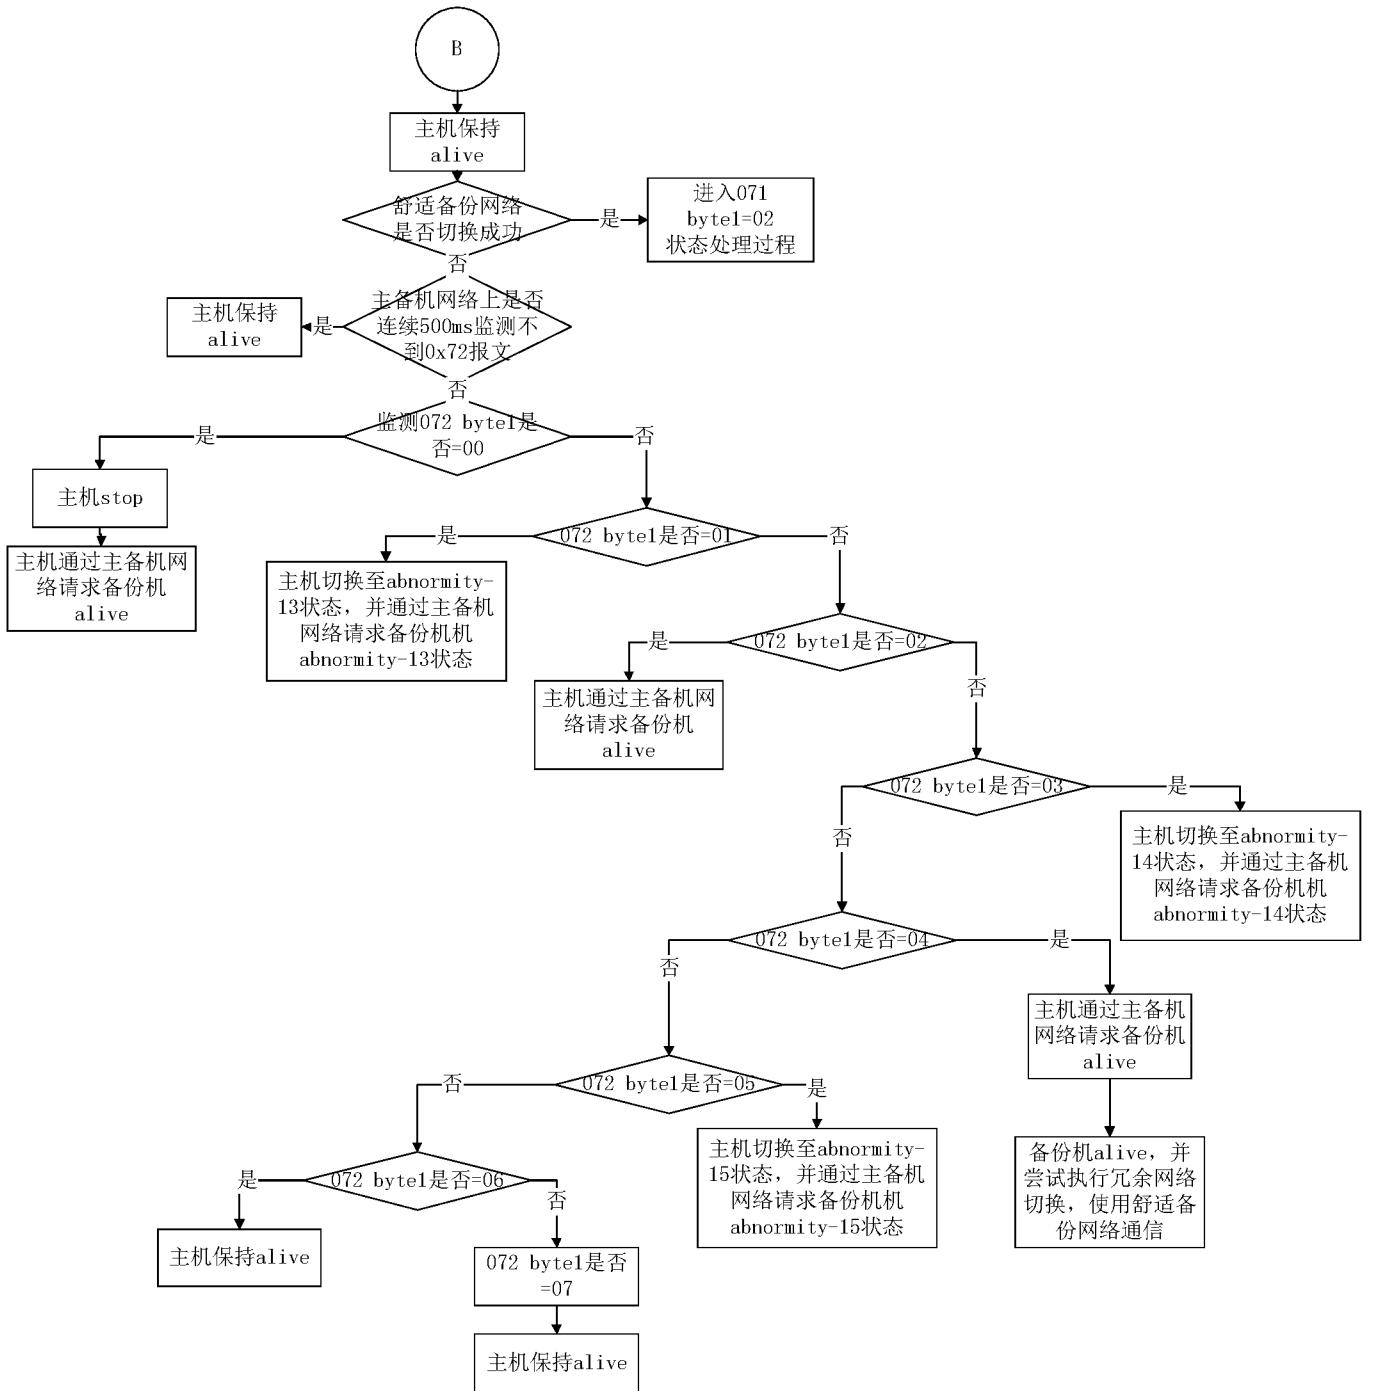 B
主机保持
alive
舒适备份网络
是否切换成功
是
进入071
byte1=02
状态处理过程
否
主备机网络上是否
连续500ms监测不
到0x72报文
是
主机保持
alive
否
监测072 byte1是
否=00
是
否
主机stop
主机通过主备机网
络请求备份机
alive
072 byte1是否=01
是
否
主机切换至abnormity-
13状态，并通过主备机
网络请求备份机机
abnormity-13状态
072 byte1是否=02
是
否
主机通过主备机网
络请求备份机
alive
072 byte1是否=03
是
否
主机切换至abnormity-
14状态，并通过主备机
网络请求备份机机
abnormity-14状态
072 byte1是否=04
否
是
主机通过主备机
网络请求备份机
alive
备份机alive，并
尝试执行冗余网络
切换，使用舒适备
份网络通信
072 byte1是否=05
否
是
主机切换至abnormity-
15状态，并通过主备机
网络请求备份机机
abnormity-15状态
072 byte1是否=06
是
否
主机保持alive
072 byte1是否
=07
主机保持alive